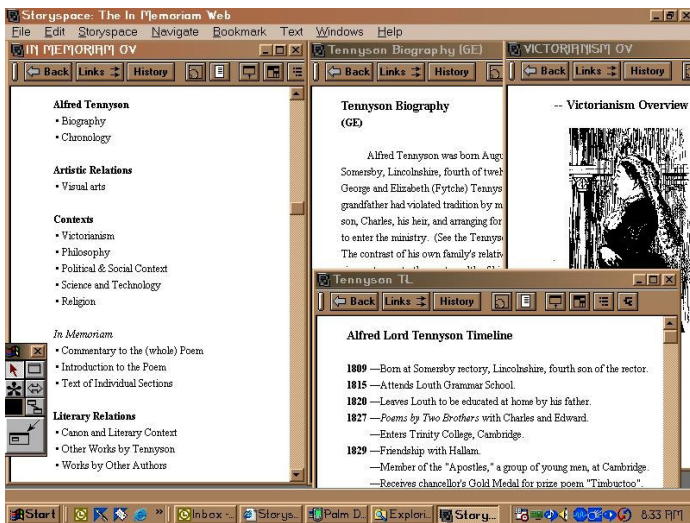 Storyspace: The In Memoriam Web
File Edit Storyspace Navigate Bookmark Text Windows Help
IN MEMORIAM OV
Back Links History
Alfred Tennyson
▪ Biography
▪ Chronology
Artistic Relations
▪ Visual arts
Contexts
▪ Victorianism
▪ Philosophy
▪ Political & Social Context
▪ Science and Technology
▪ Religion
In Memoriam
▪ Commentary to the (whole) Poem
▪ Introduction to the Poem
▪ Text of Individual Sections
Literary Relations
▪ Canon and Literary Context
▪ Other Works by Tennyson
▪ Works by Other Authors
Tennyson Biography (GE)
Back Links History
Tennyson Biography
(GE)
Alfred Tennyson was born Augu
Somersby, Lincolnshire, fourth of twel
George and Elizabeth (Fytche) Tennys
grandfather had violated tradition by m
son, Charles, his heir, and arranging for
to enter the ministry. (See the Tennyso
The contrast of his own family's relativ
VICTORIANISM OV
Back Links History
-- Victorianism Overview
Tennyson TL
Back Links History
Alfred Lord Tennyson Timeline
1809 —Born at Somersby rectory, Lincolnshire, fourth son of the rector.
1815 —Attends Louth Grammar School.
1820 —Leaves Louth to be educated at home by his father.
1827 —Poems by Two Brothers with Charles and Edward.
—Enters Trinity College, Cambridge.
1829 —Friendship with Hallam.
—Member of the "Apostles," a group of young men, at Cambridge.
—Receives chancellor's Gold Medal for prize poem "Timbuctoo".
Start » Inbox -.. Storys.. Palm D.. Explori.. Story... 8:33 AM